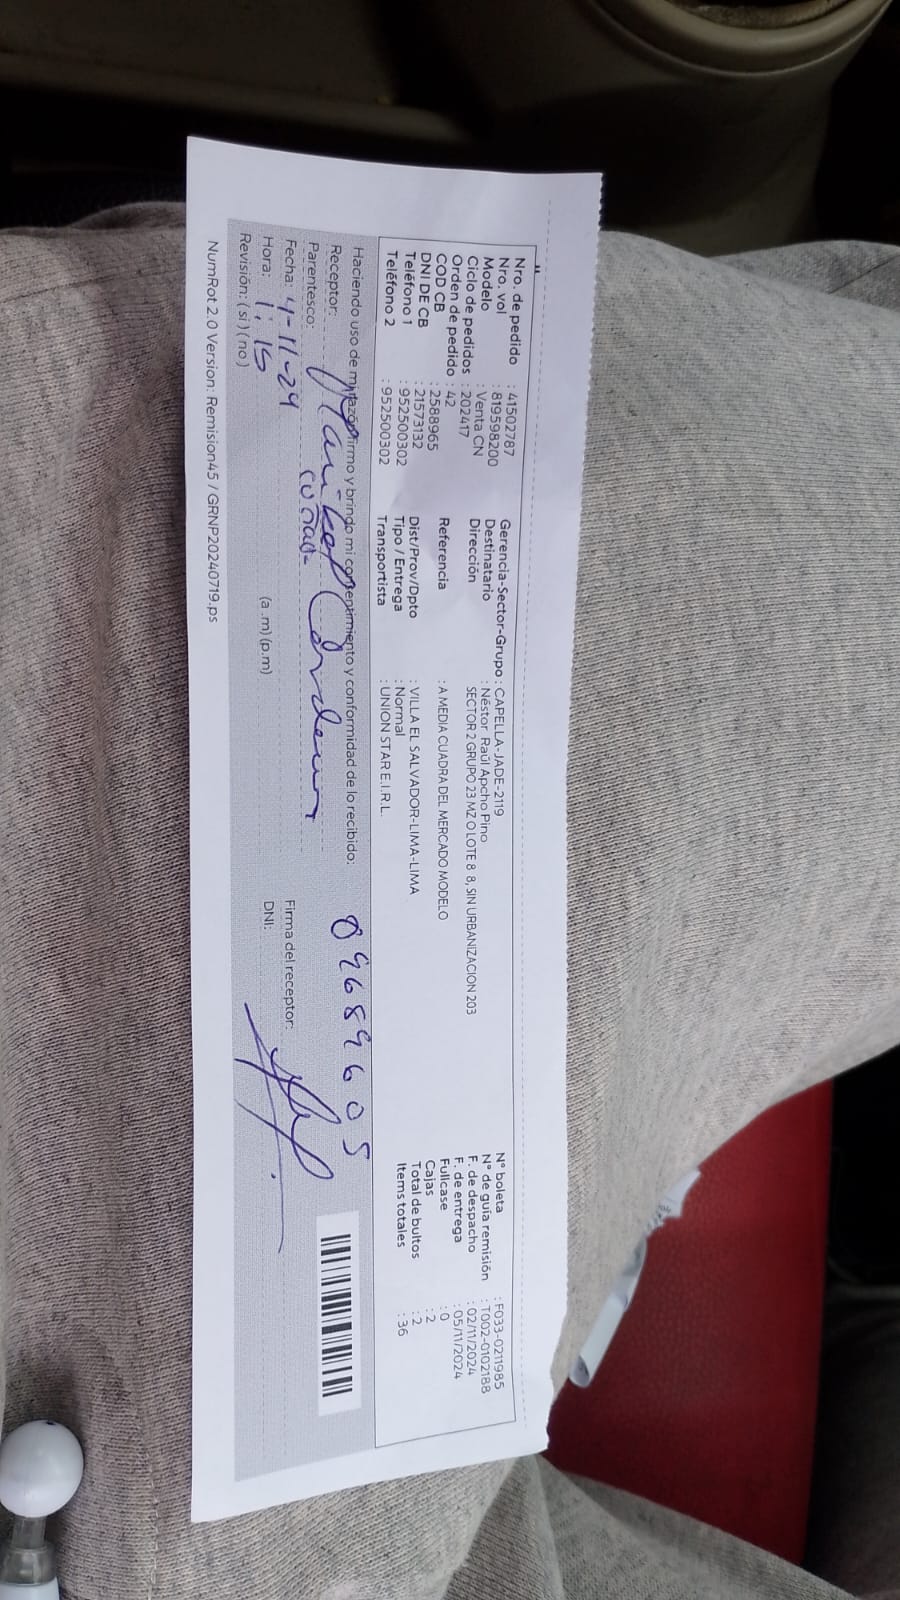 Nro. de pedido : 41502787
Nro. vol : 819598200
Modelo : Venta CN
Ciclo de pedidos : 202417
Orden de pedido : 42
COD CB : 2588965
DNI DE CB : 21573132
Teléfono 1 : 952500302
Teléfono 2 : 952500302
Gerencia-Sector-Grupo : CAPELLA-JADE-2119
Destinatario : Néstor Raúl Apcho Pino
Dirección SECTOR 2 GRUPO 23 MZ O LOTE 8 8, SIN URBANIZACION 203
Referencia : A MEDIA CUADRA DEL MERCADO MODELO
Dist/Prov/Dpto : VILLA EL SALVADOR-LIMA-LIMA
Tipo / Entrega : Normal
Transportista : UNION STAR E.I.R.L.
N° boleta : F033-0211985
N° de guía remisión : T002-0102188
F. de despacho : 02/11/2024
F. de entrega : 05/11/2024
Fullcase : 0
Cajas : 2
Total de bultos : 2
Items totales : 36
Haciendo uso de mi razón firmo y brindo mi consentimiento y conformidad de lo recibido:
Receptor:
Parentesco: cuñada
Fecha: 4-11-24
Hora: 1:15 (a .m) (p.m)
Revisión: ( si ) ( no )
09689605
Firma del receptor:
DNI:
NumRot 2.0 Version: Remision45 / GRNP20240719.ps